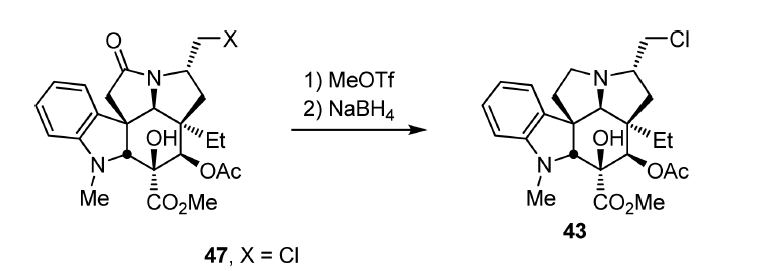 O
X
N
OH
Et
N
OAc
Me
CO₂Me
47, X = Cl
1) MeOTf
2) NaBH₄
Cl
N
OH
Et
N
OAc
Me
CO₂Me
43